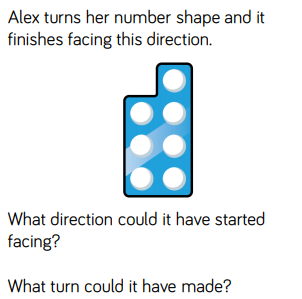 Alex turns her number shape and it
finishes facing this direction.
What direction could it have started
facing?
What turn could it have made?